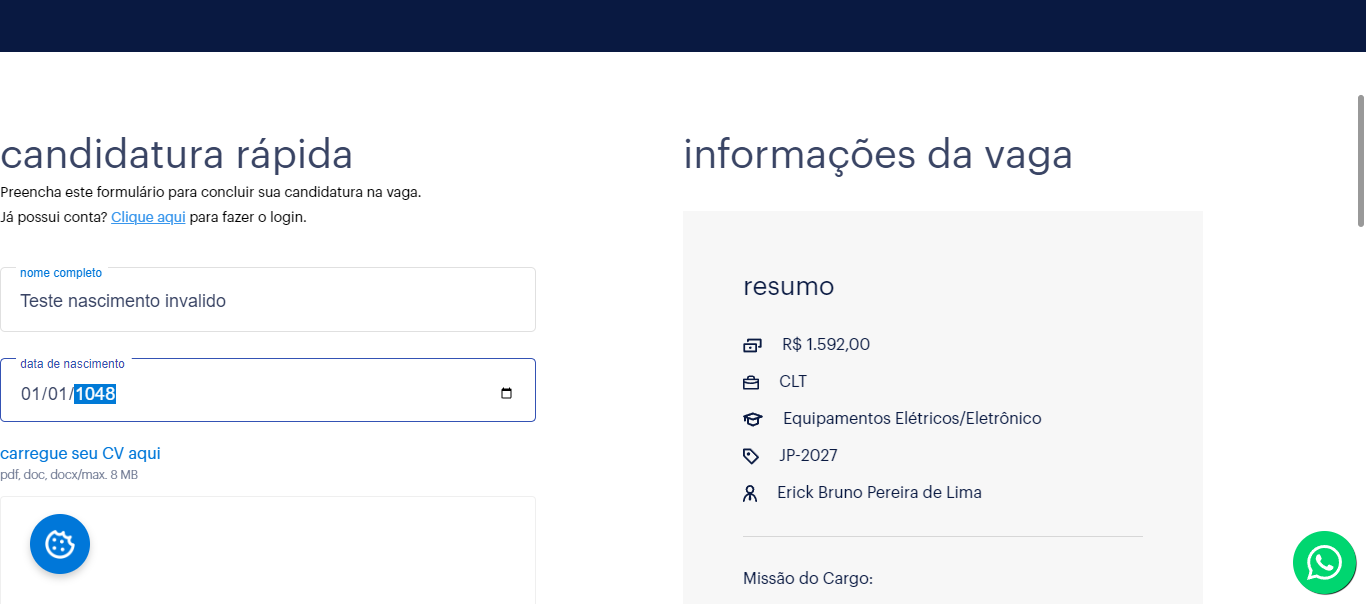 candidatura rápida
Preencha este formulário para concluir sua candidatura na vaga.
Já possui conta? Clique aqui para fazer o login.
nome completo
Teste nascimento invalido
data de nascimento
01/01/1048
carregue seu CV aqui
pdf, doc, docx/max. 8 MB
informações da vaga
resumo
R$ 1.592,00
CLT
Equipamentos Elétricos/Eletrônico
JP-2027
Erick Bruno Pereira de Lima
Missão do Cargo: